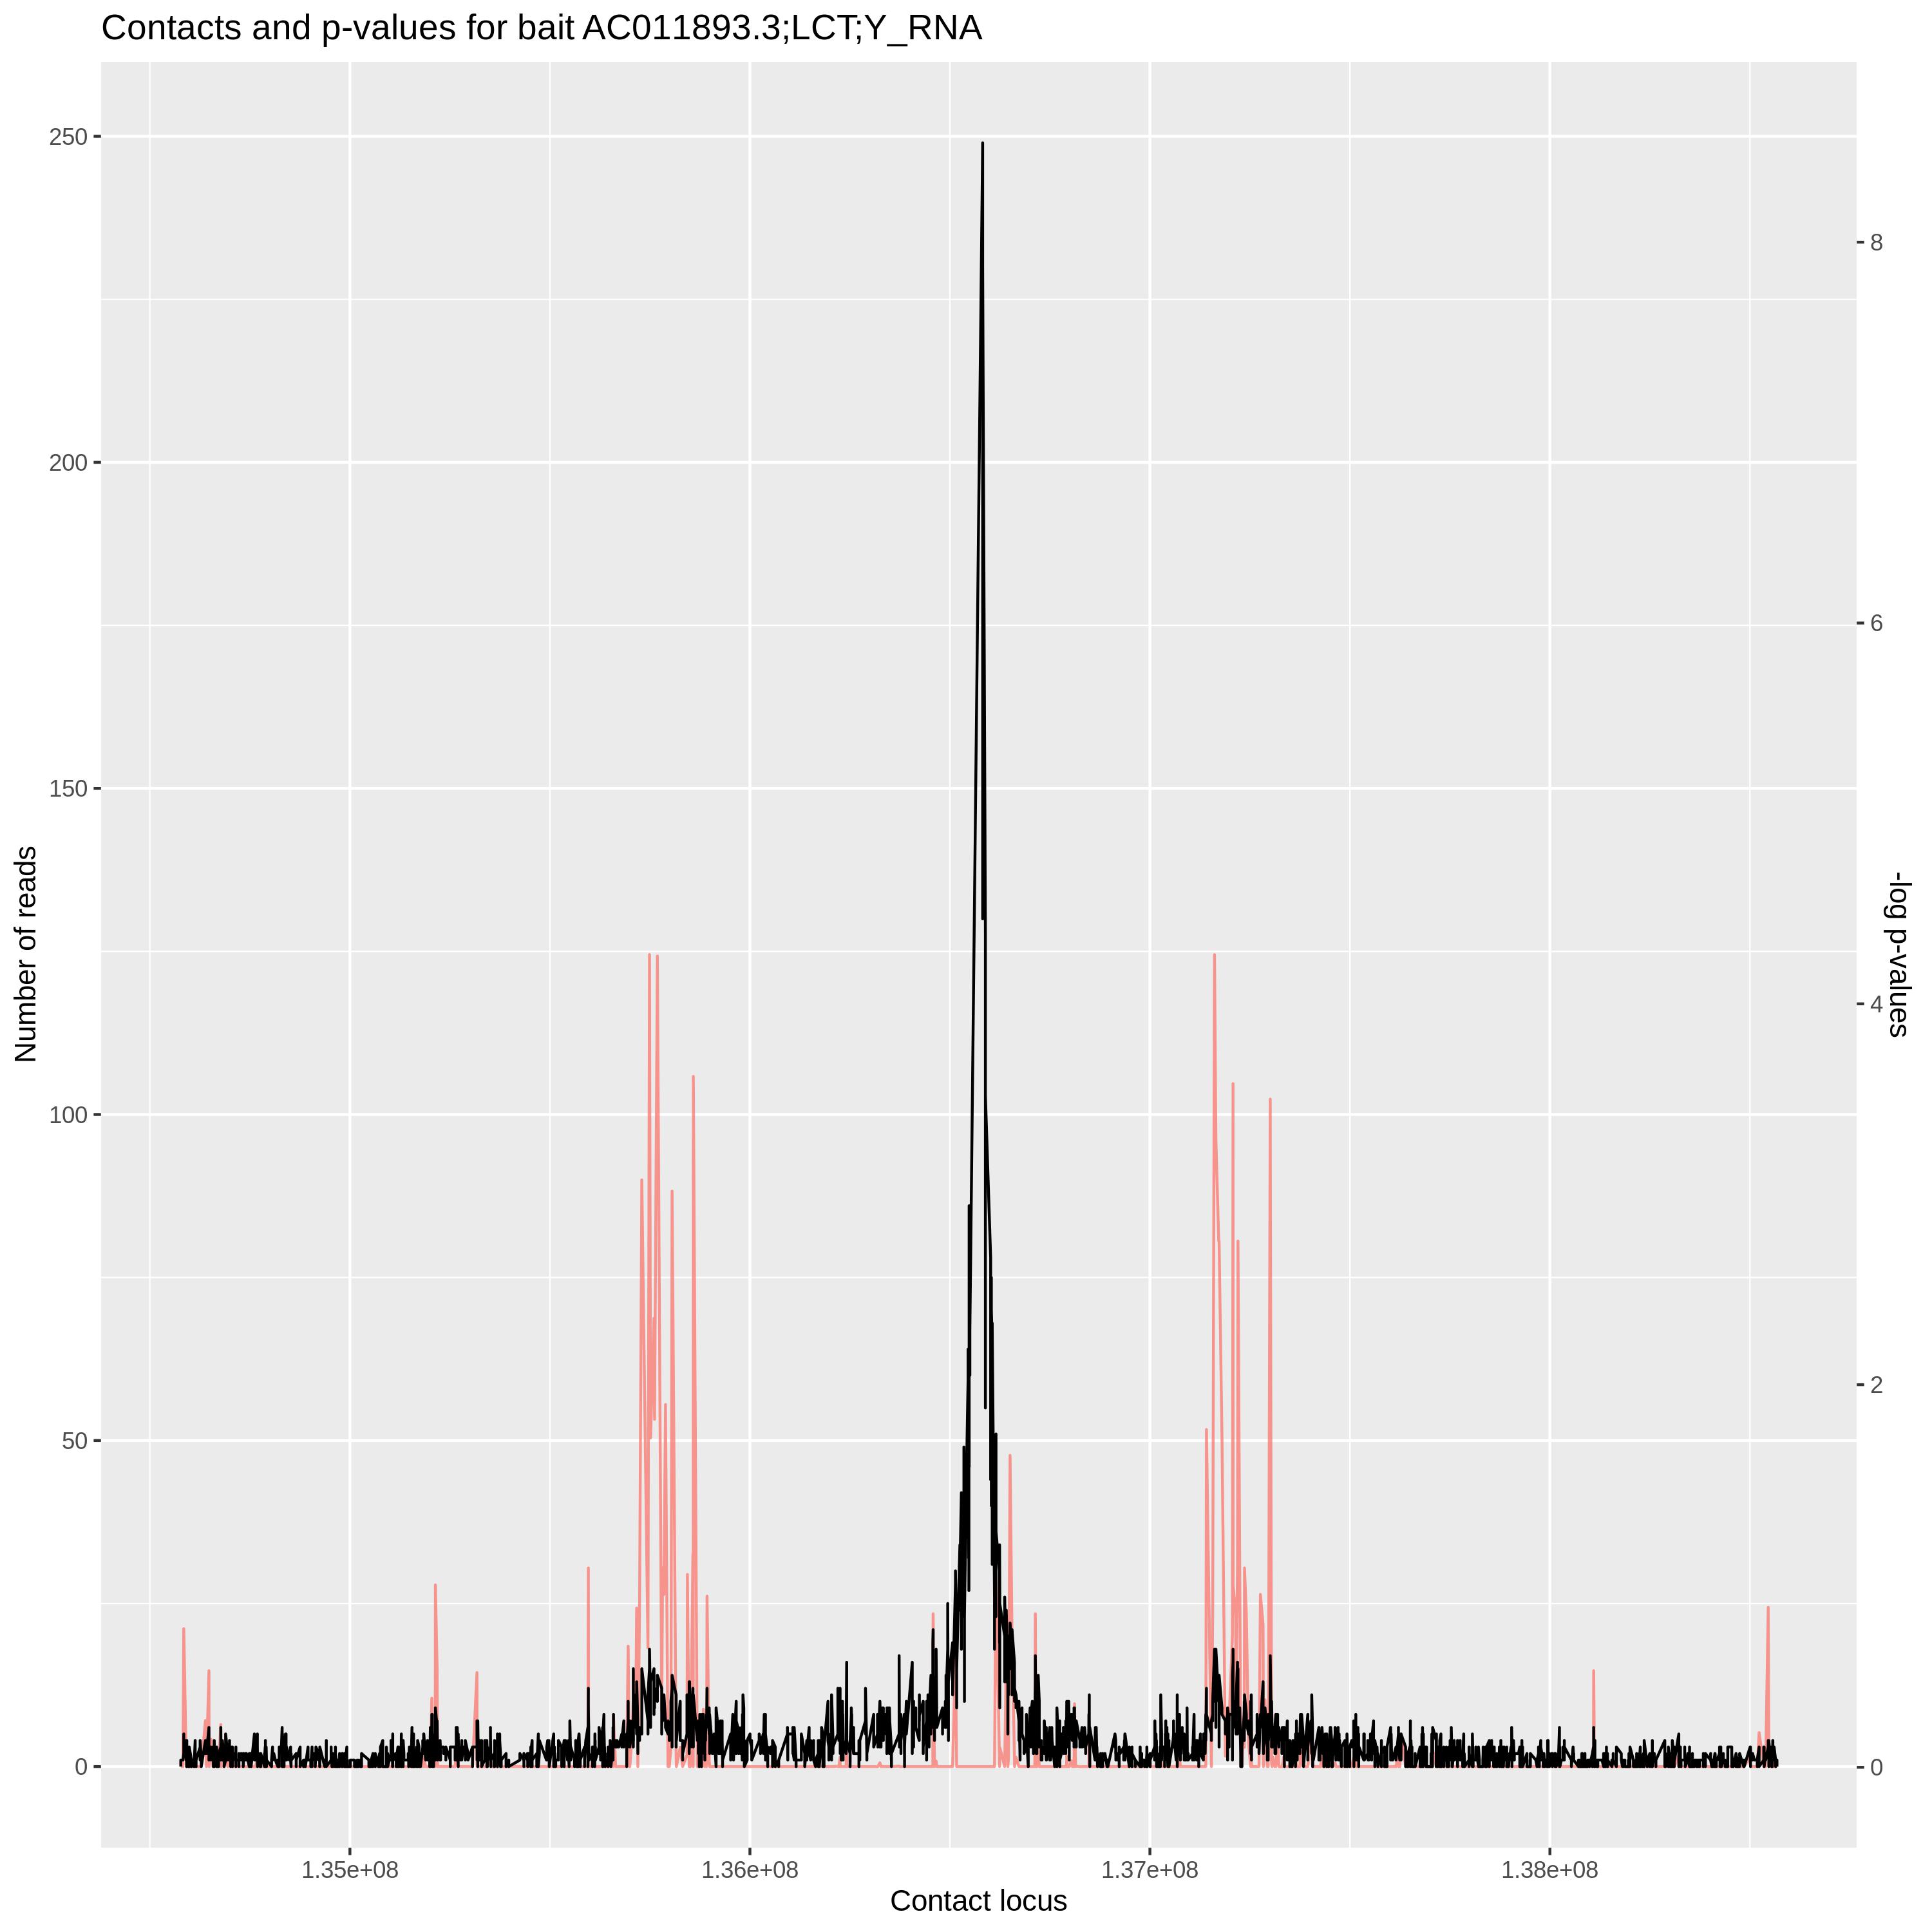 Contacts and p-values for bait AC011893.3;LCT;Y_RNA
250
200
150
100
50
0
Number of reads
8
6
4
2
0
-log p-values
1.35e+08
1.36e+08
1.37e+08
1.38e+08
Contact locus